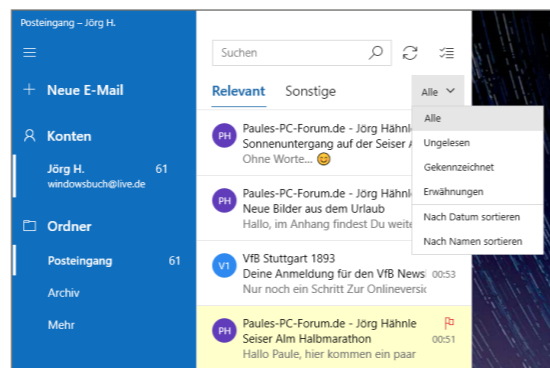 Posteingang – Jörg H.
Suchen
Neue E-Mail
Relevant Sonstige Alle
Alle
Ungelesen
Gekennzeichnet
Erwähnungen
Nach Datum sortieren
Nach Namen sortieren
Konten
Jörg H. 61
windowsbuch@live.de
Ordner
Posteingang 61
Archiv
Mehr
PH
Paules-PC-Forum.de - Jörg Hähnl
Sonnenuntergang auf der Seiser
Ohne Worte... 😊
PH
Paules-PC-Forum.de - Jörg Hähnl
Neue Bilder aus dem Urlaub
Hallo, im Anhang findest Du weite
V1
VfB Stuttgart 1893
Deine Anmeldung für den VfB News 00:53
Nur noch ein Schritt Zur Onlineversic
PH
Paules-PC-Forum.de - Jörg Hähnle
Seiser Alm Halbmarathon 00:51
Hallo Paule, hier kommen ein paar